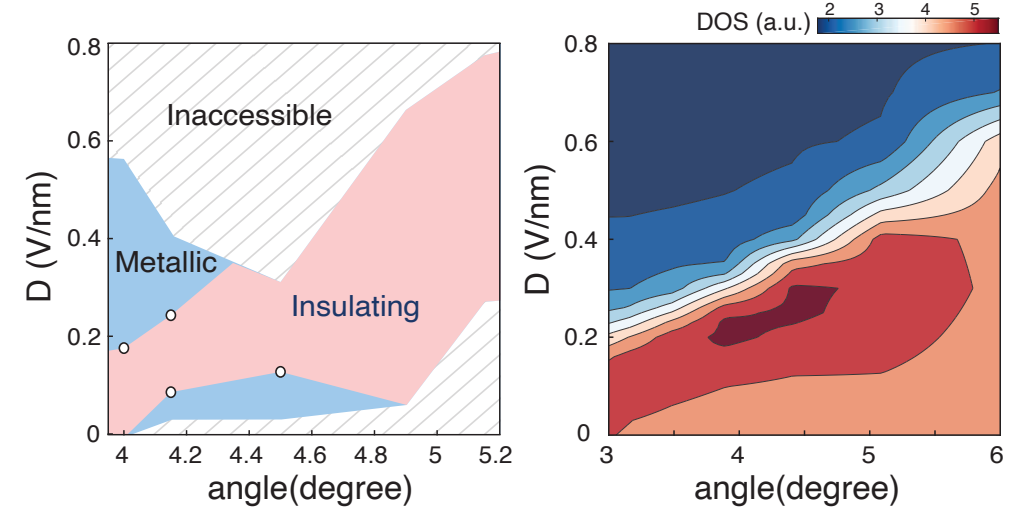 DOS (a.u.)
2 3 4 5
0.8
0.6
0.4
0.2
0
D (V/nm)
Inaccessible
Metallic
Insulating
4 4.2 4.4 4.6 4.8 5 5.2
angle(degree)
0.8
0.6
0.4
0.2
0
D (V/nm)
3 4 5 6
angle(degree)